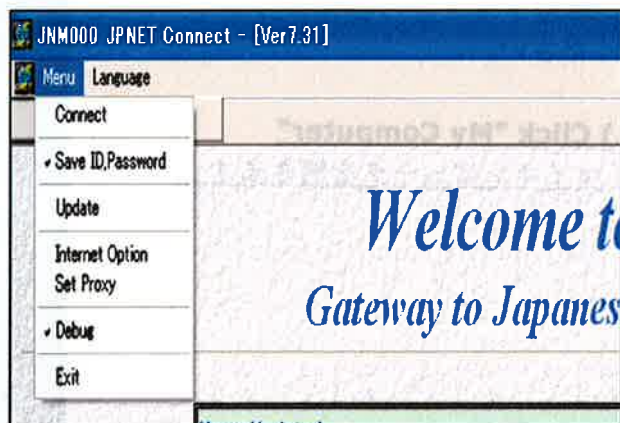 JNM000 JPNET Connect - [Ver7.31]
Menu Language
Connect
Save ID,Password
Update
Internet Option
Set Proxy
Debug
Exit
Welcome
Gateway to